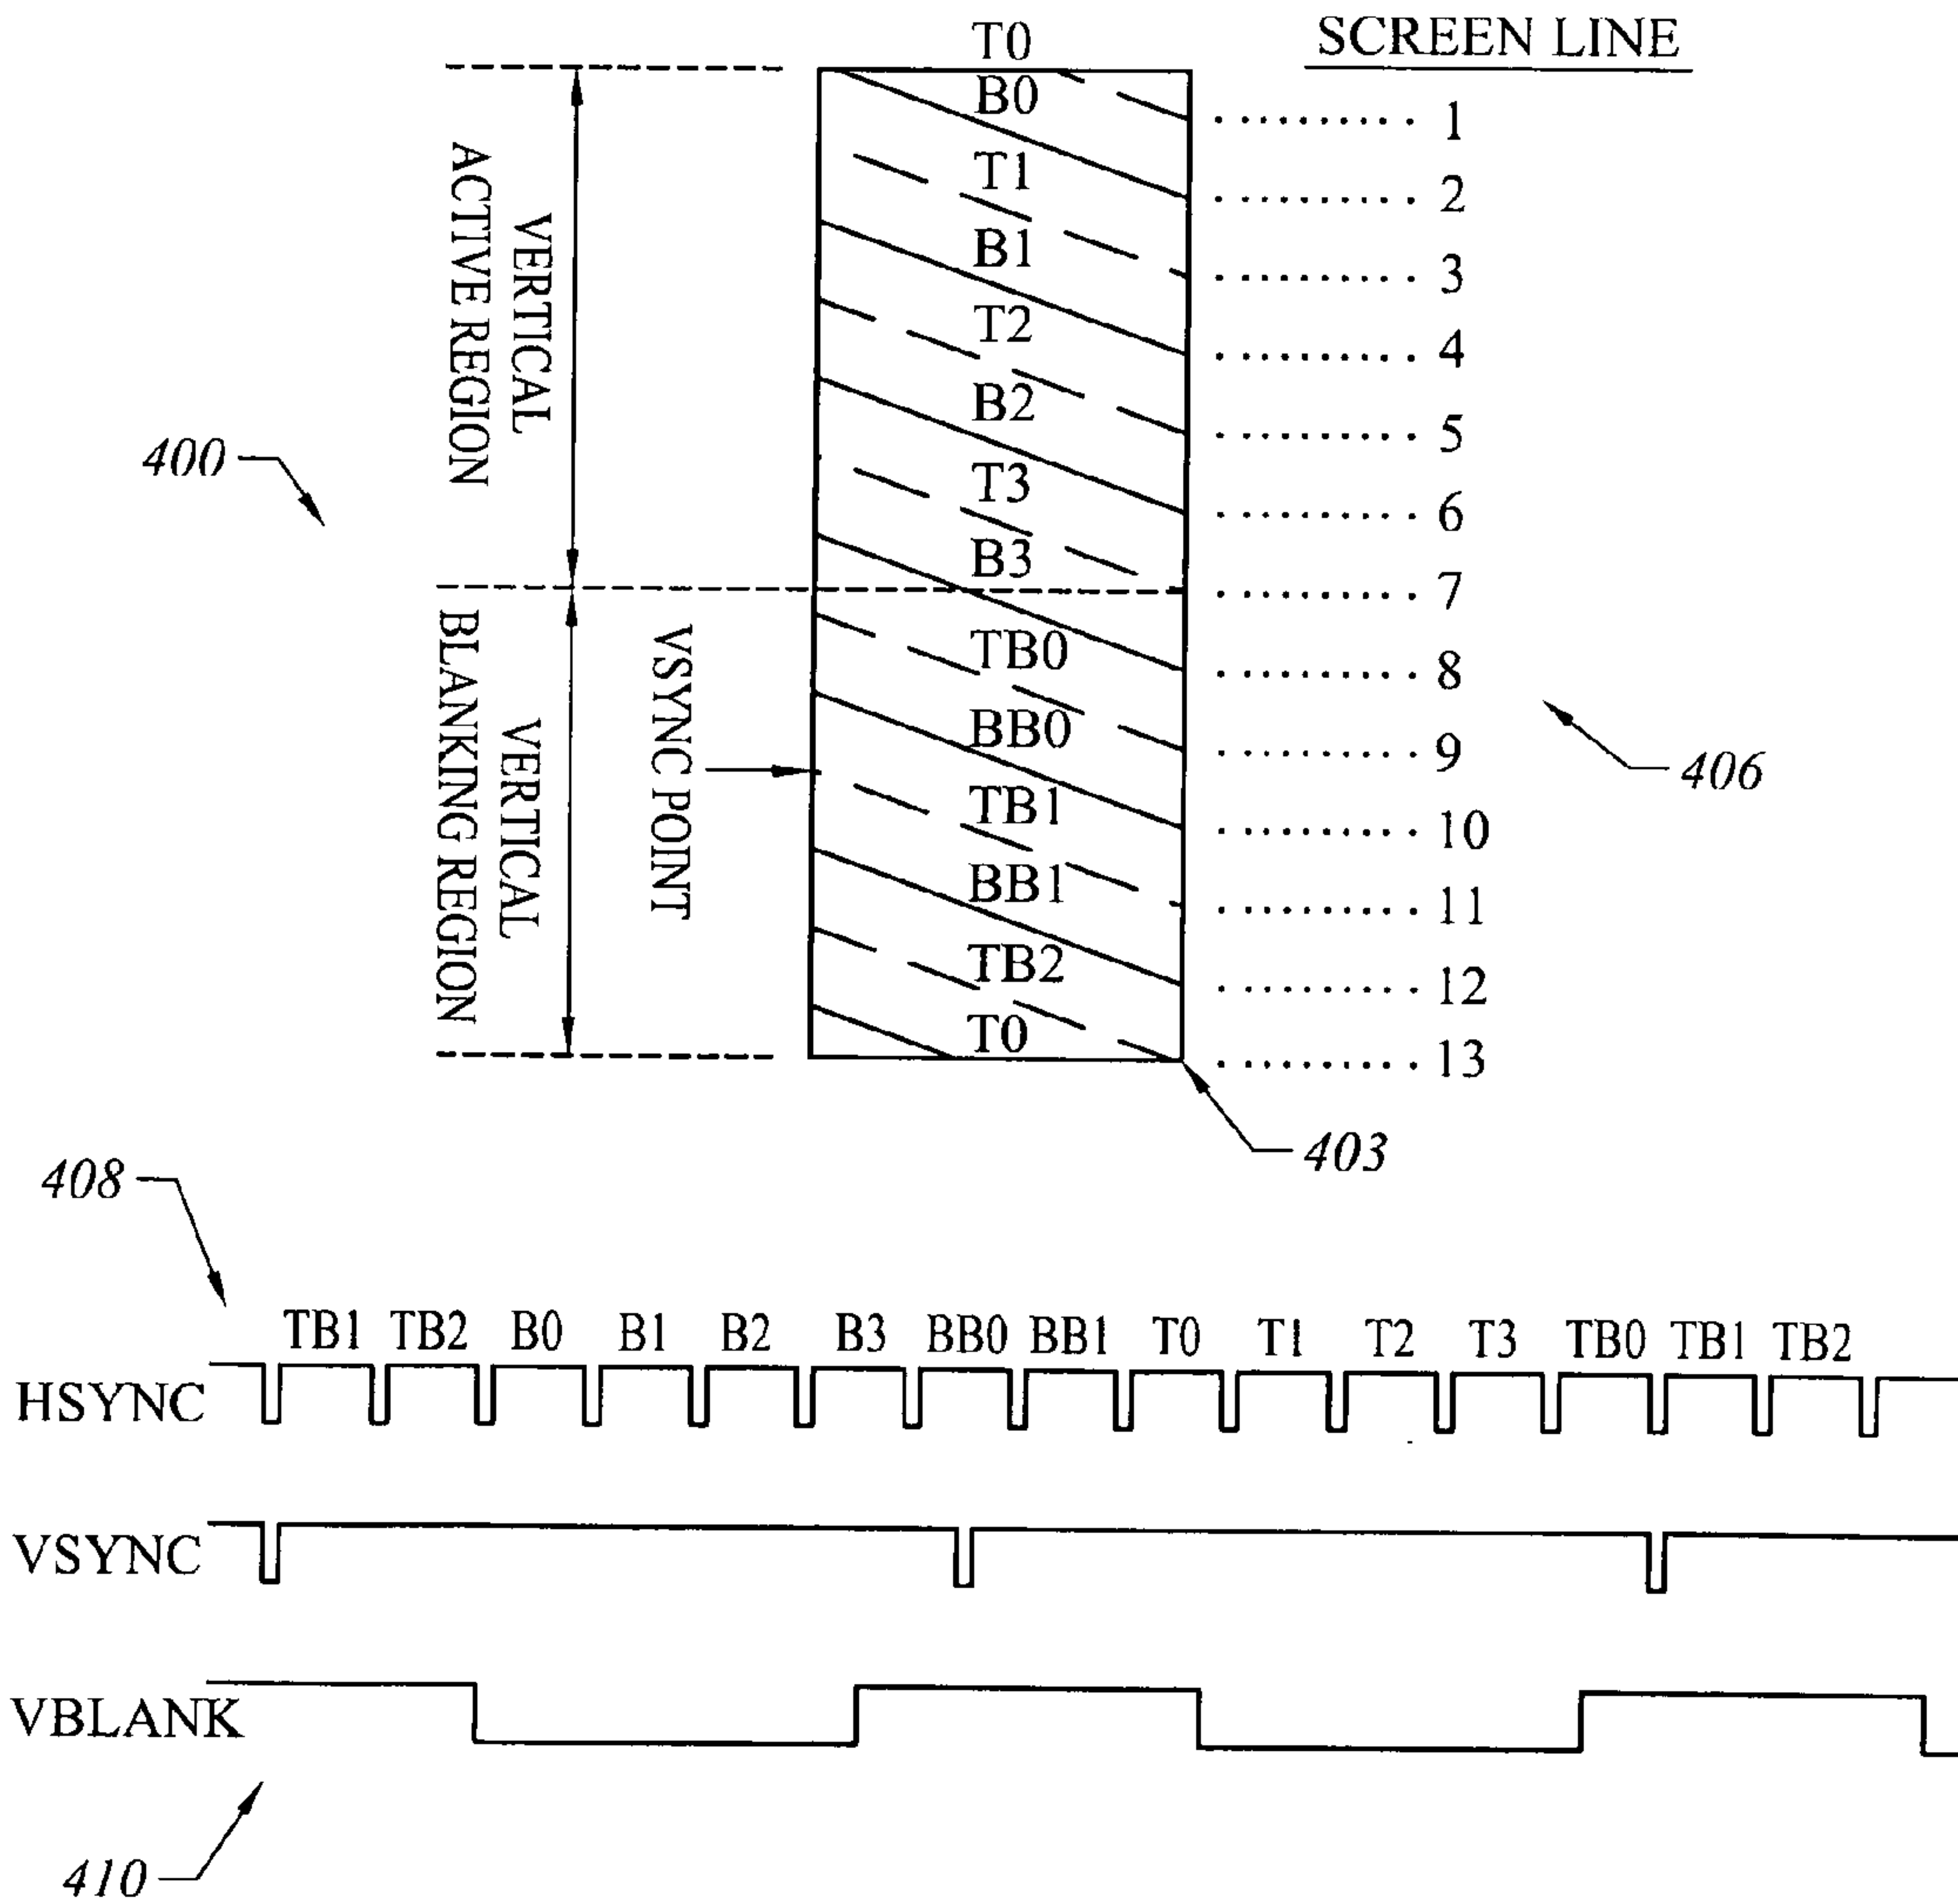 T0
SCREEN LINE
B0
1
T1
2
B1
3
T2
4
B2
5
T3
6
B3
7
TB0
8
BB0
9
TB1
10
BB1
11
TB2
12
T0
13
VERTICAL
ACTIVE REGION
VERTICAL
BLANKING REGION
VSYNC POINT
400
406
403
408
TB1 TB2 B0 B1 B2 B3 BB0 BB1 T0 T1 T2 T3 TB0 TB1 TB2
HSYNC
VSYNC
VBLANK
410